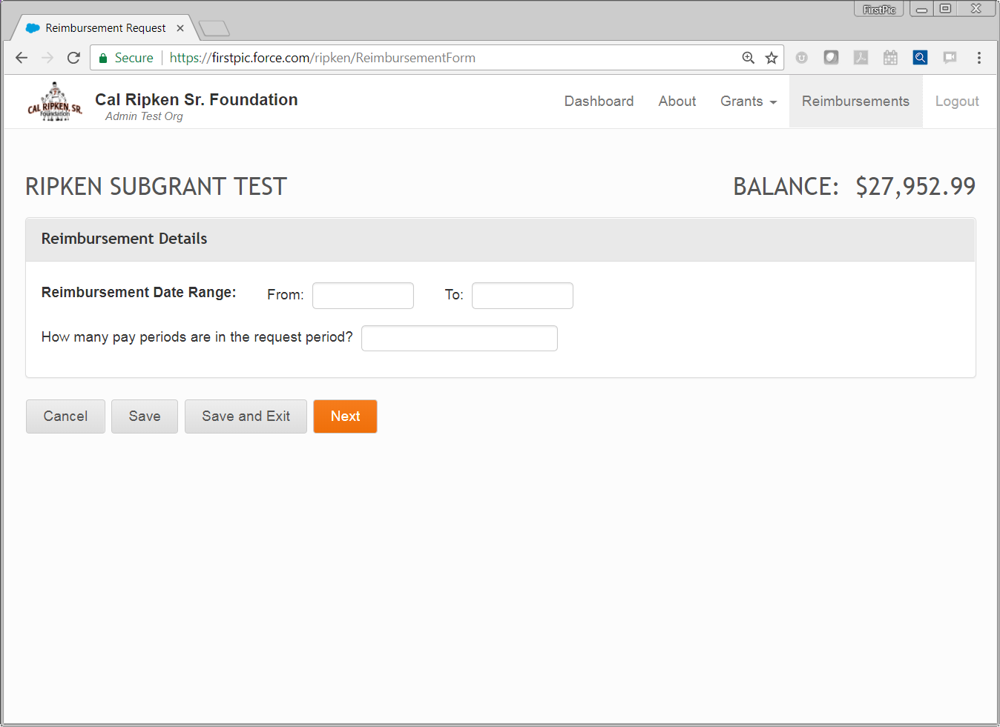 FirstPic
Reimbursement Request
Secure https://firstpic.force.com/ripken/ReimbursementForm
CAL RIPKEN, SR.
Foundation
Cal Ripken Sr. Foundation
Admin Test Org
Dashboard About Grants Reimbursements Logout
RIPKEN SUBGRANT TEST BALANCE: $27,952.99
Reimbursement Details
Reimbursement Date Range: From: To:
How many pay periods are in the request period?
Cancel Save Save and Exit Next